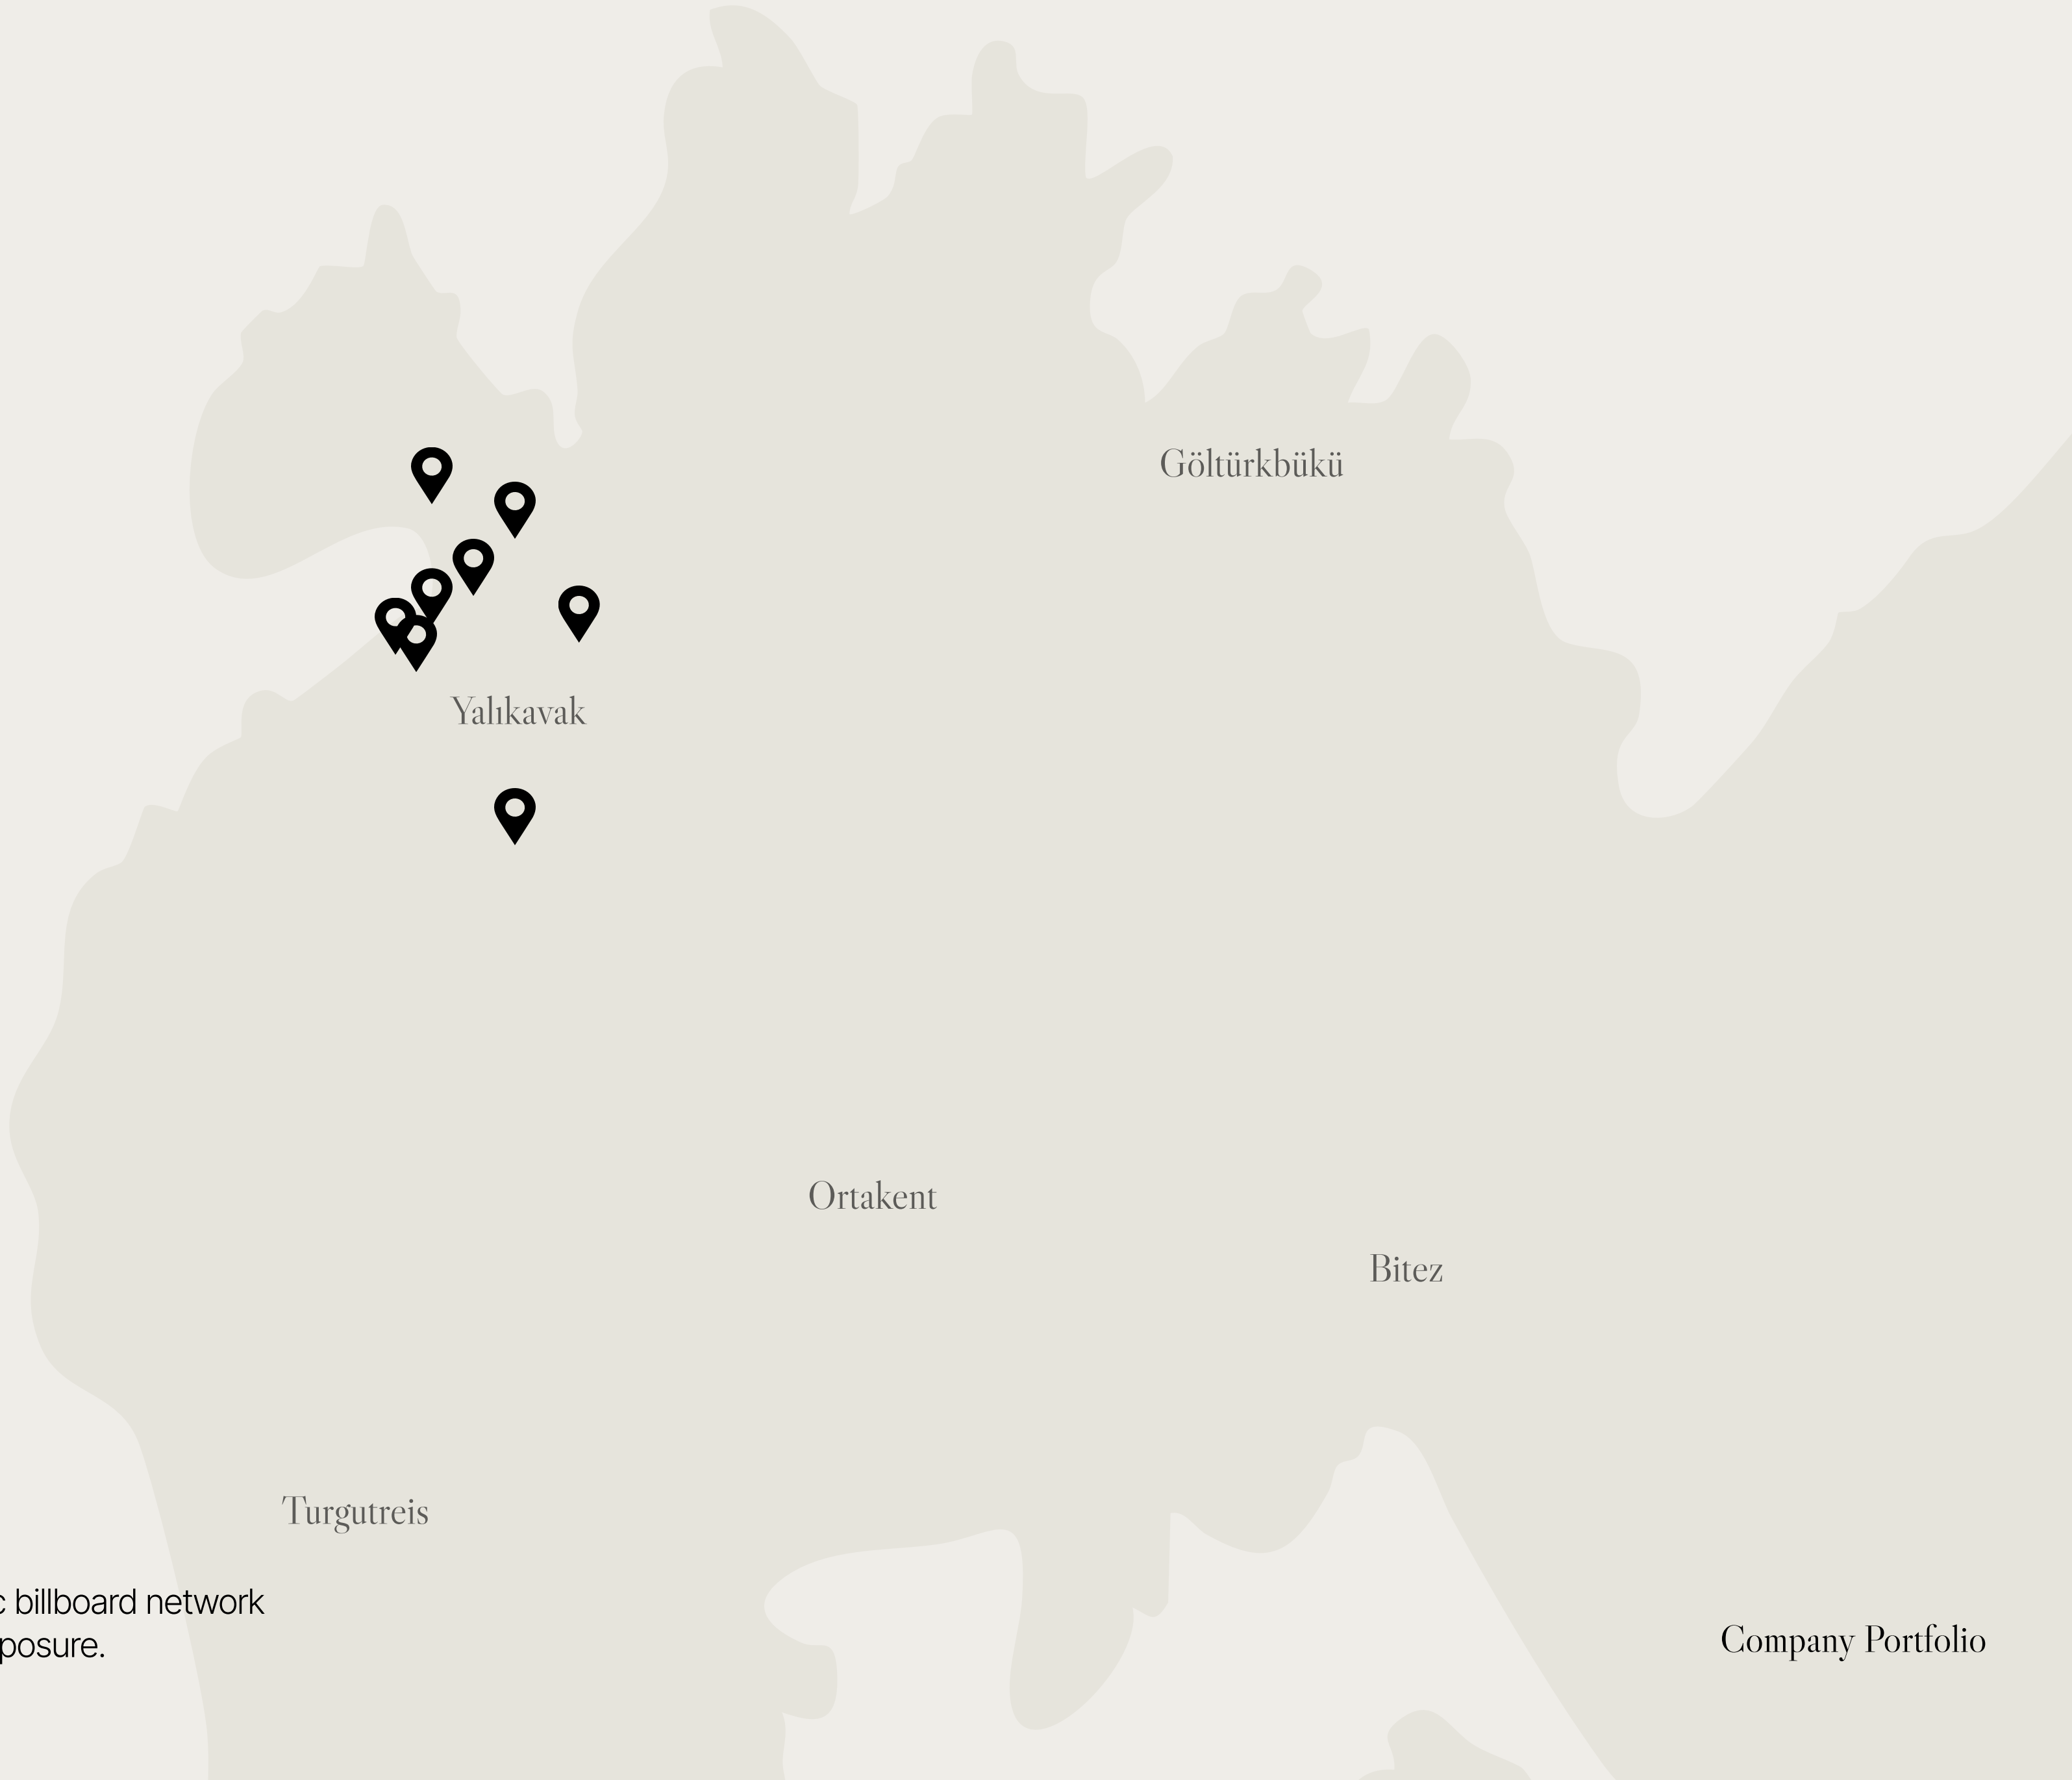 Göltürkbükü
Yalıkavak
Ortakent
Bitez
Turgutreis
billboard network
posure.
Company Portfolio